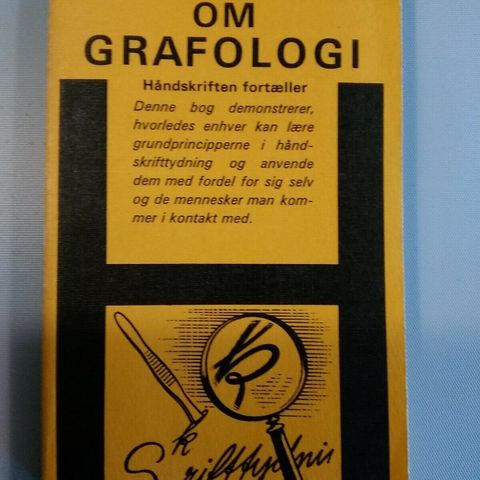 OM
GRAFOLOGI
Håndskriften fortæller
Denne bog demonstrerer,
hvorledes enhver kan lære
grundprincipperne i hånd-
skrifttydning og anvende
dem med fordel for sig selv
og de mennesker man kom-
mer i kontakt med.
k
k
Skrifttydnin